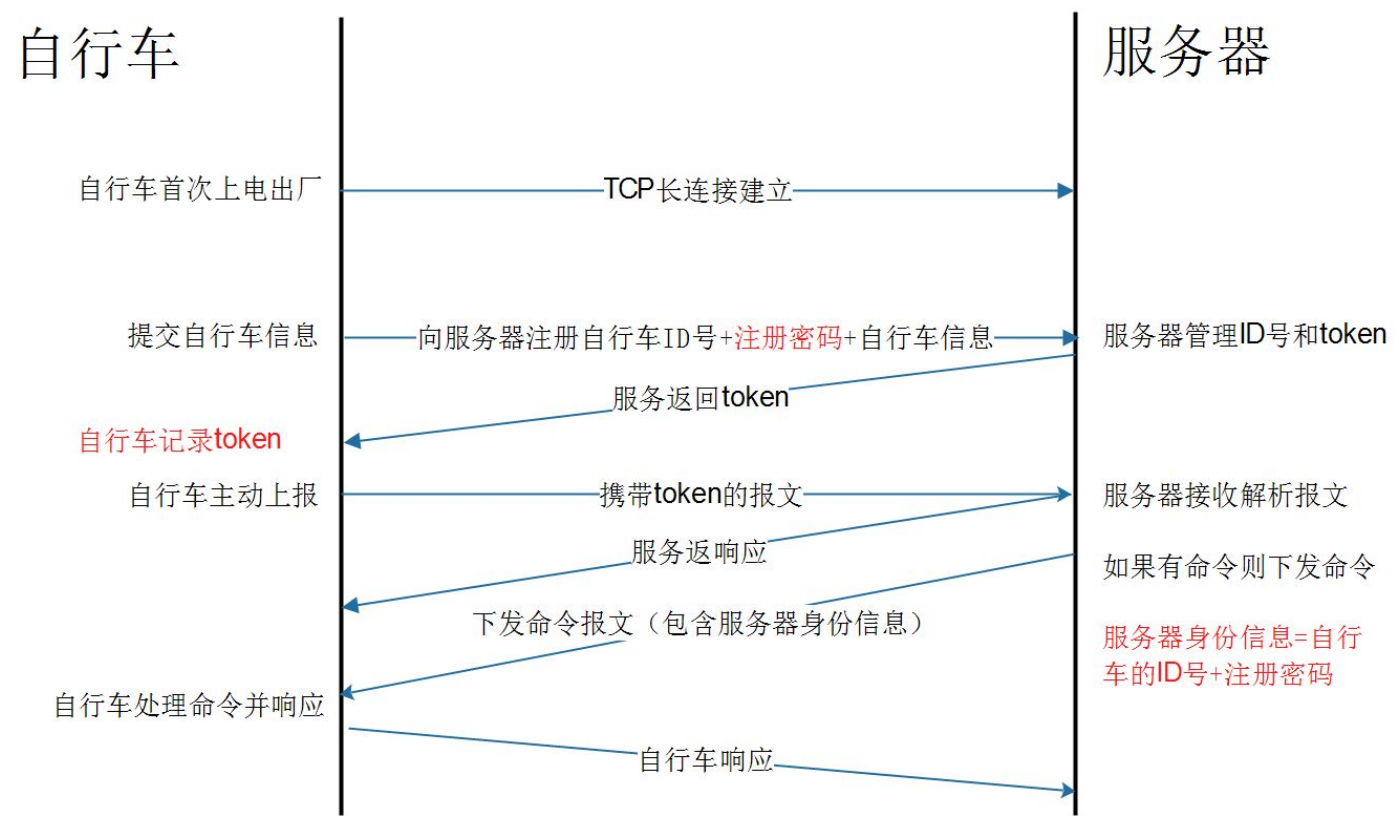 自行车
服务器
自行车首次上电出厂
TCP长连接建立
提交自行车信息
向服务器注册自行车ID号+注册密码+自行车信息
服务器管理ID号和token
服务返回token
自行车记录token
自行车主动上报
携带token的报文
服务器接收解析报文
服务返响应
如果有命令则下发命令
下发命令报文（包含服务器身份信息）
服务器身份信息=自行
车的ID号+注册密码
自行车处理命令并响应
自行车响应